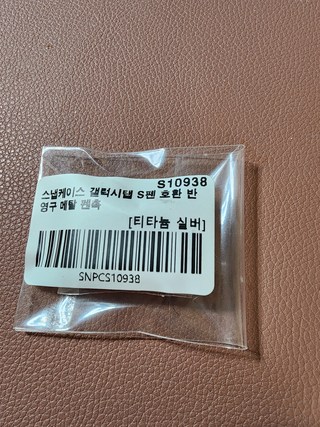 S10938
스냅케이스 갤럭시탭 S펜 호환 반
영구 메탈 펜촉
[티타늄 실버]
SNPC210938